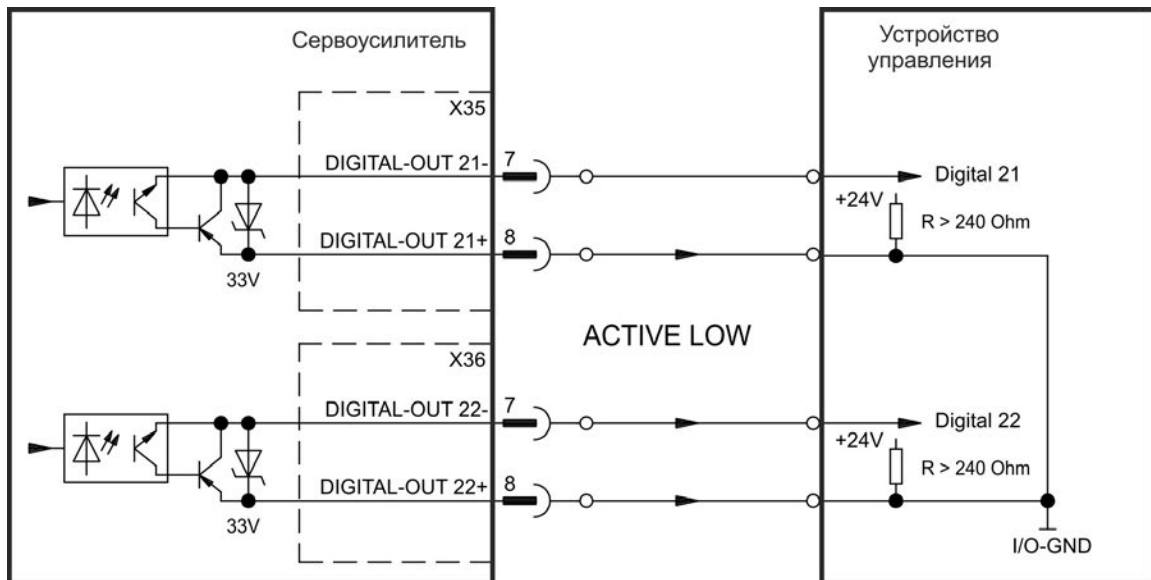 Сервоусилитель
Устройство
управления
X35
DIGITAL-OUT 21-
7
Digital 21
+24V
R > 240 Ohm
DIGITAL-OUT 21+
8
33V
ACTIVE LOW
X36
DIGITAL-OUT 22-
7
Digital 22
+24V
R > 240 Ohm
DIGITAL-OUT 22+
8
33V
I/O-GND